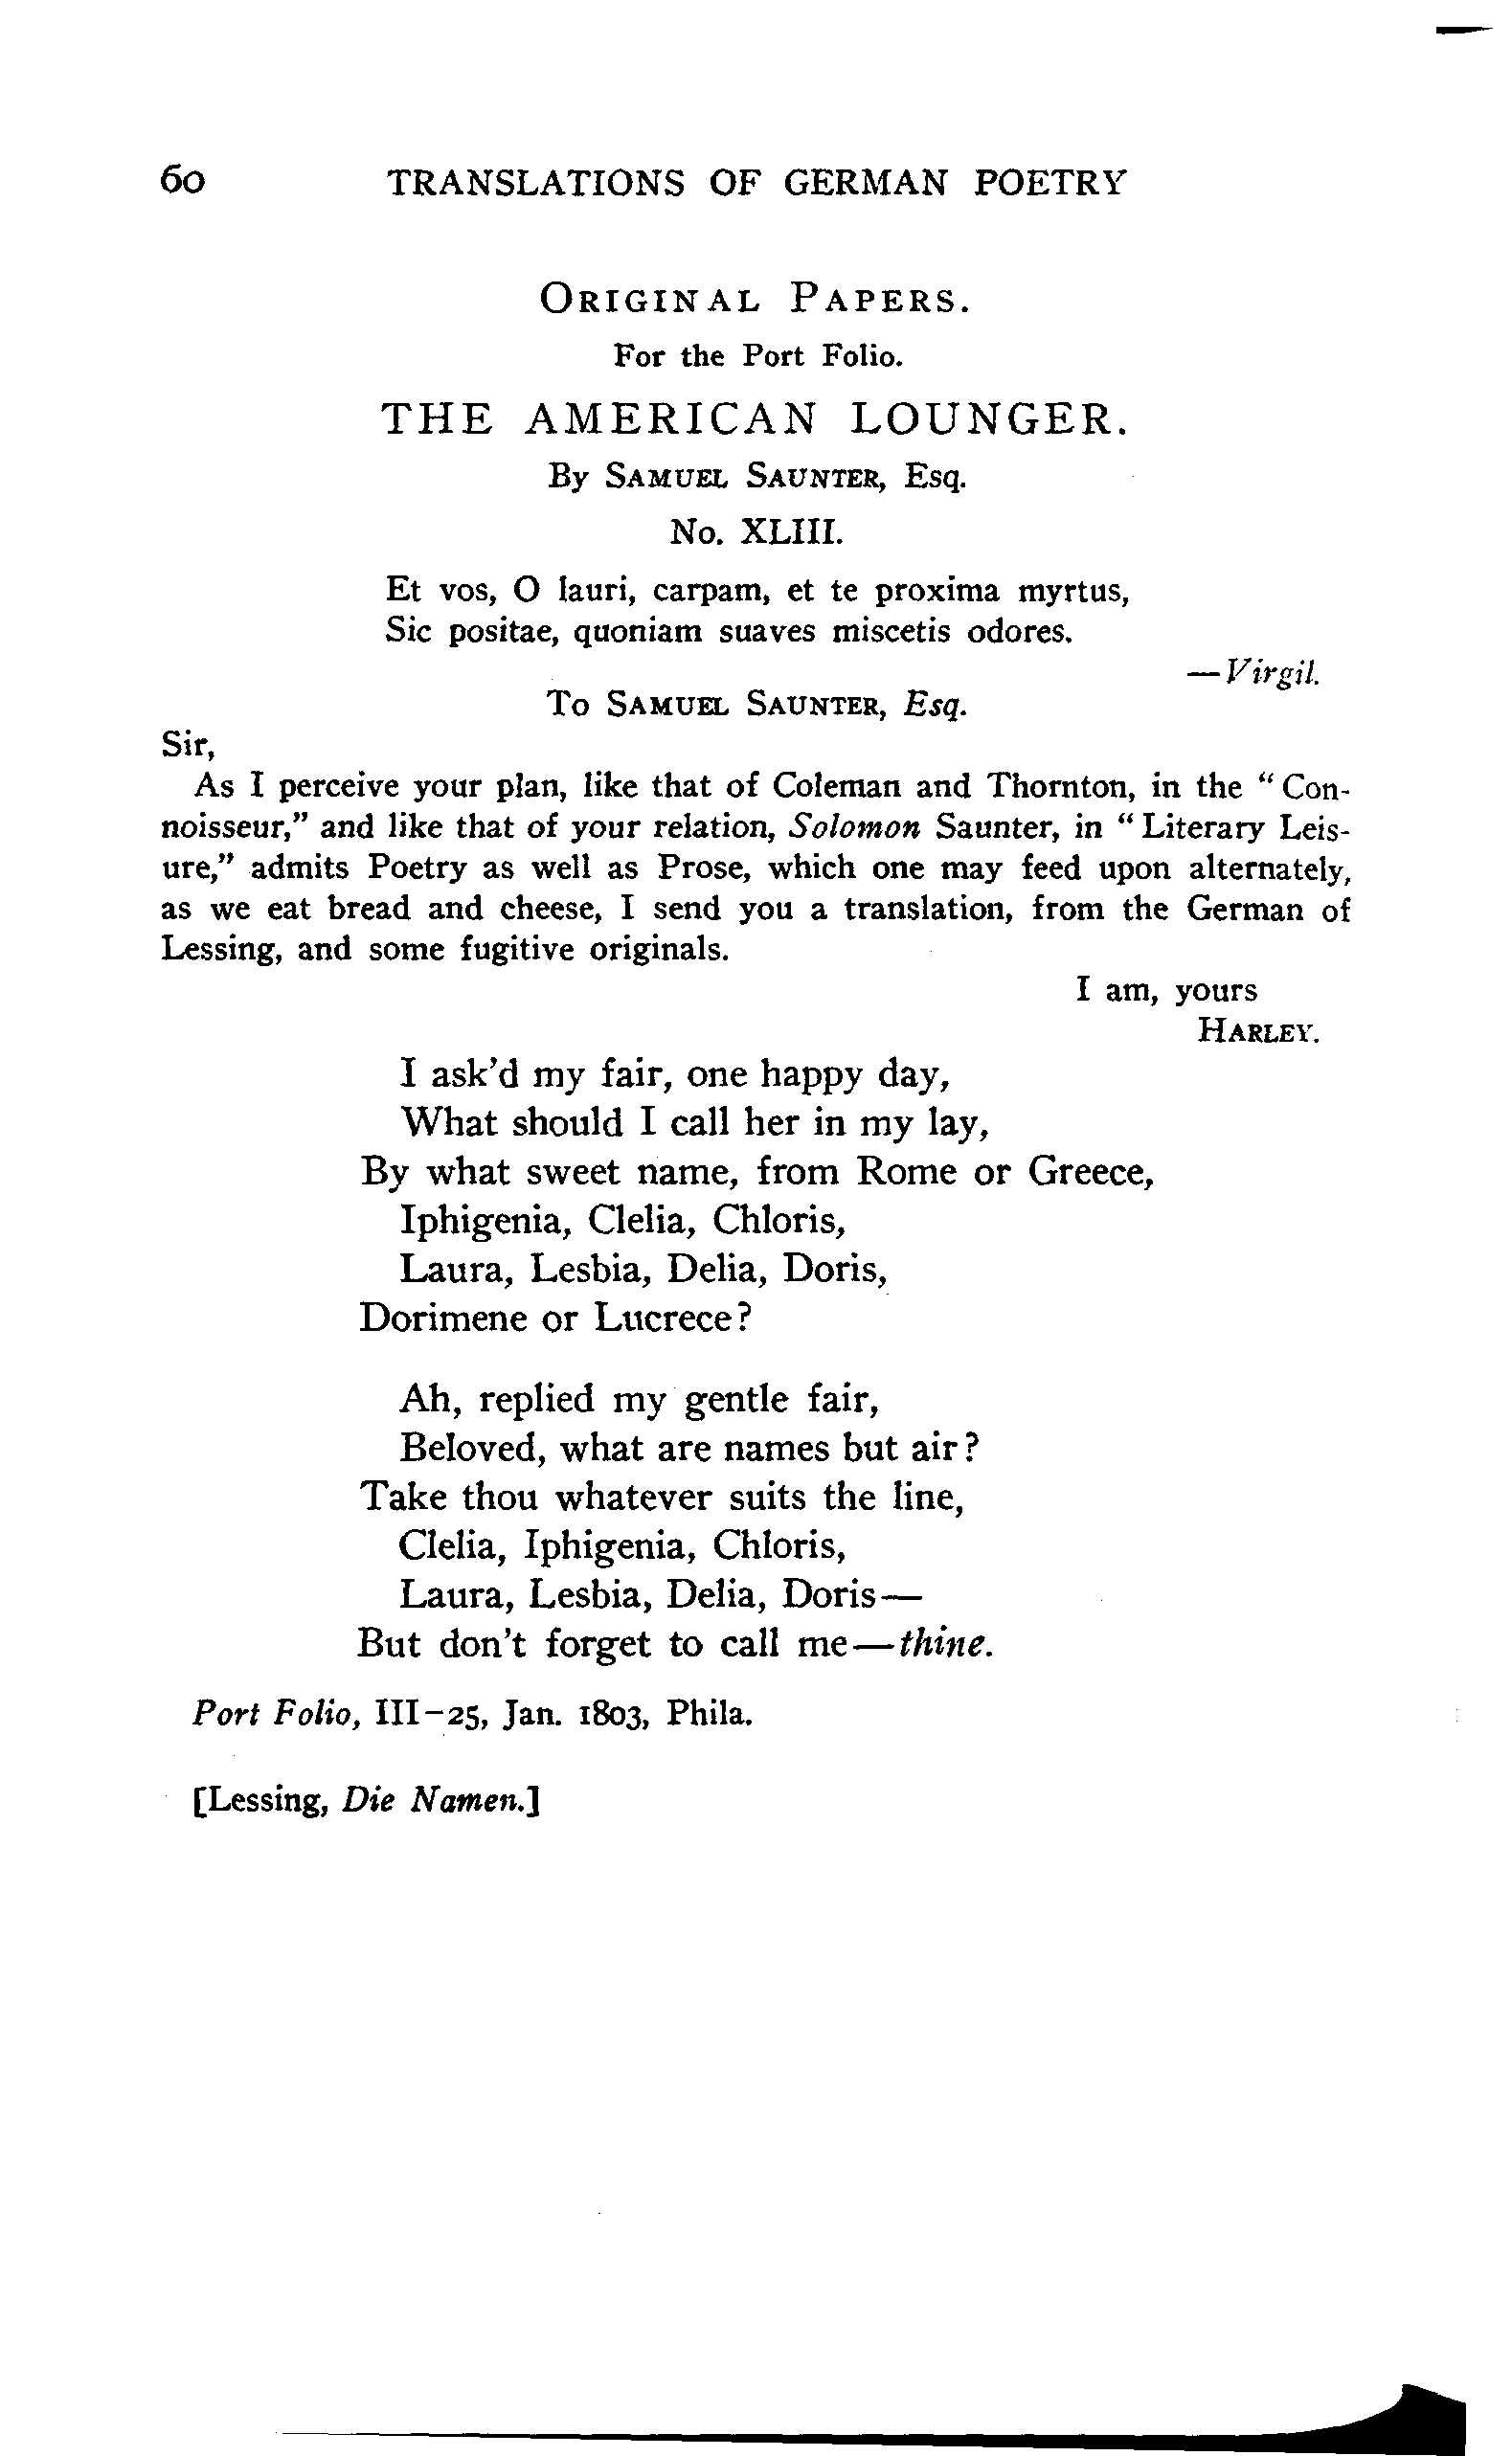 60 TRANSLATIONS OF GERMAN POETRY
ORIGINAL PAPERS.
For the Port Folio.
THE AMERICAN LOUNGER.
By SAMUEL SAUNTER, Esq.
No. XLIII.
Et vos, O lauri, carpam, et te proxima myrtus,
Sic positae, quoniam suaves miscetis odores.
—Virgil.
To SAMUEL SAUNTER, Esq.
Sir,
As I perceive your plan, like that of Coleman and Thornton, in the "Con-
noisseur," and like that of your relation, Solomon Saunter, in "Literary Leis-
ure," admits Poetry as well as Prose, which one may feed upon alternately,
as we eat bread and cheese, I send you a translation, from the German of
Lessing, and some fugitive originals.
I am, yours
HARLEY.
I ask'd my fair, one happy day,
What should I call her in my lay,
By what sweet name, from Rome or Greece,
Iphigenia, Clelia, Chloris,
Laura, Lesbia, Delia, Doris,
Dorimene or Lucrece?
Ah, replied my gentle fair,
Beloved, what are names but air?
Take thou whatever suits the line,
Clelia, Iphigenia, Chloris,
Laura, Lesbia, Delia, Doris—
But don't forget to call me—thine.
Port Folio, III-25, Jan. 1803, Phila.
[Lessing, Die Namen.]